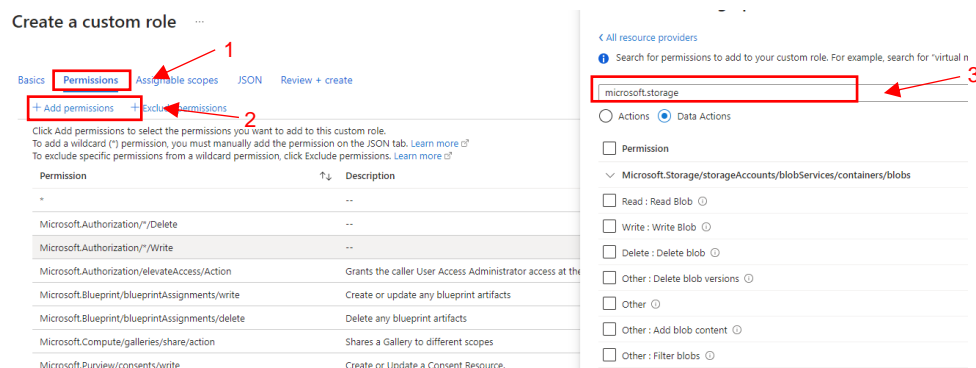 Create a custom role ...
1
Basics Permissions Assignable scopes JSON Review + create
+ Add permissions + Exclude permissions
2
Click Add permissions to select the permissions you want to add to this custom role.
To add a wildcard (*) permission, you must manually add the permission on the JSON tab. Learn more
To exclude specific permissions from a wildcard permission, click Exclude permissions. Learn more
Permission ↑↓ Description
* --
Microsoft.Authorization/*/Delete --
Microsoft.Authorization/*/Write --
Microsoft.Authorization/elevateAccess/Action Grants the caller User Access Administrator access at the
Microsoft.Blueprint/blueprintAssignments/write Create or update any blueprint artifacts
Microsoft.Blueprint/blueprintAssignments/delete Delete any blueprint artifacts
Microsoft.Compute/galleries/share/action Shares a Gallery to different scopes
Microsoft.Purview/consents/write Create or Update a Consent Resource.
< All resource providers
Search for permissions to add to your custom role. For example, search for "virtual
3
microsoft.storage
Actions Data Actions
Permission
Microsoft.Storage/storageAccounts/blobServices/containers/blobs
Read : Read Blob
Write : Write Blob
Delete : Delete blob
Other : Delete blob versions
Other
Other : Add blob content
Other : Filter blobs